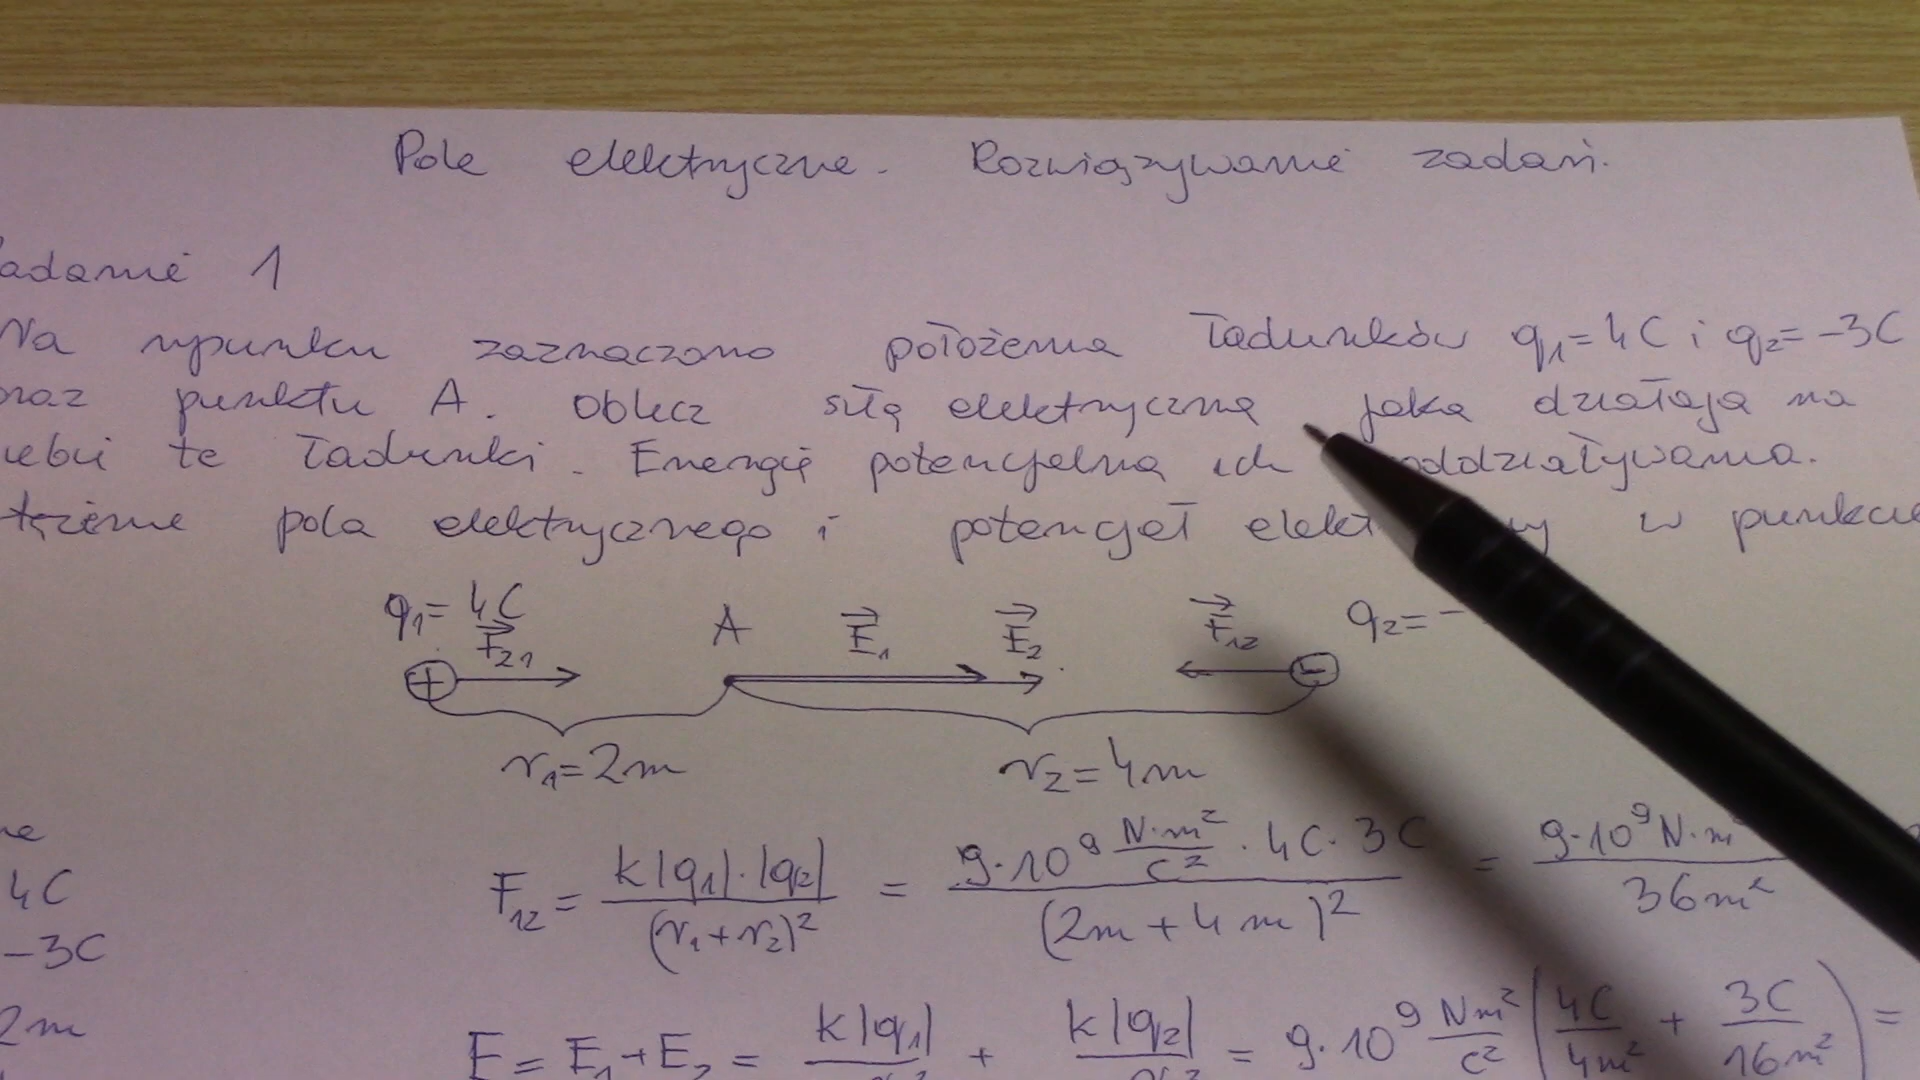 Pole elektryczne. Rozwiązywanie zadań.
adanie 1
Na rysunku zaznaczono położenia ładunków q₁=4C i q₂=-3C
oraz punktu A. Oblicz siłę elektryczną jaką działają na
iebie te ładunki. Energię potencjalną ich oddziaływania.
tężenie pola elektrycznego i potencjał elekt y w punkcie
q₁= 4C A E₁ E₂ F₁₂ q₂= -
F₂₁
+ -
r₁=2m r₂=4m
ne
4C
-3C
2m
F₁₂ = k|q₁|·|q₂| / (r₁+r₂)² = 9·10⁹ N·m²/C² · 4C·3C / (2m+4m)² = 9·10⁹ N·m² / 36m²
E = E₁+E₂ = k|q₁| + k|q₂| = 9·10⁹ Nm²/C² (4C/4m² + 3C/16m²) =